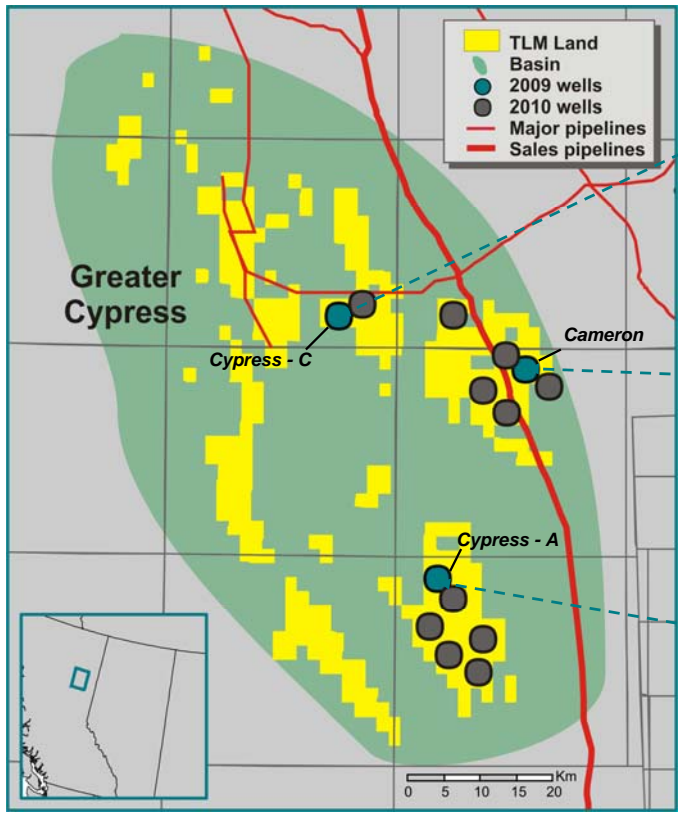 TLM Land
Basin
2009 wells
2010 wells
Major pipelines
Sales pipelines
Greater
Cypress
Cypress - C
Cameron
Cypress - A
Km
0 5 10 15 20